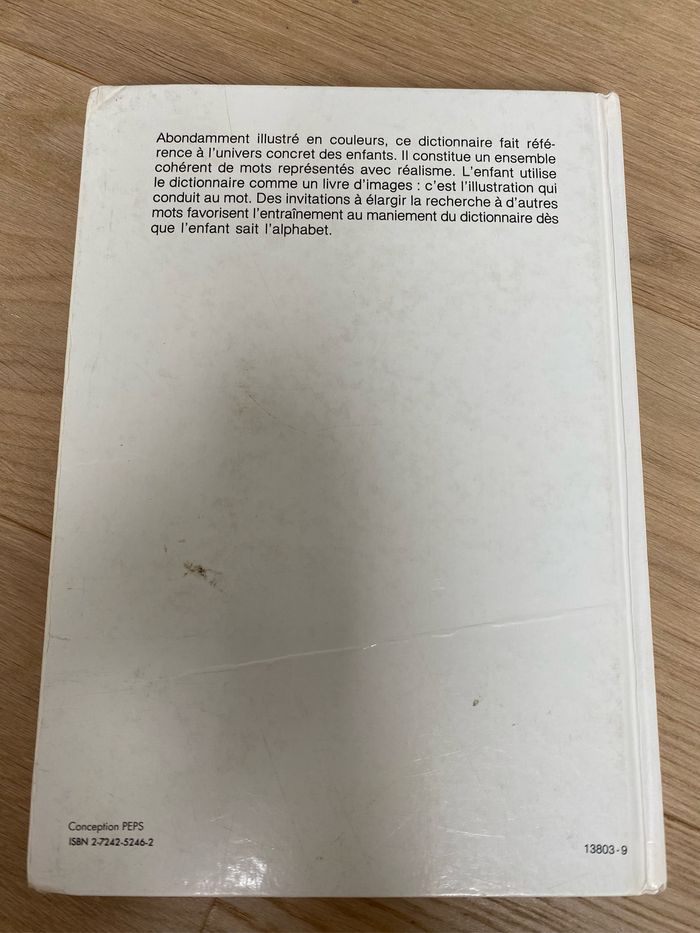 Abondamment illustré en couleurs, ce dictionnaire fait réfé-
rence à l'univers concret des enfants. Il constitue un ensemble
cohérent de mots représentés avec réalisme. L'enfant utilise
le dictionnaire comme un livre d'images : c'est l'illustration qui
conduit au mot. Des invitations à élargir la recherche à d'autres
mots favorisent l'entraînement au maniement du dictionnaire dès
que l'enfant sait l'alphabet.
Conception PEPS
ISBN 2-7242-5246-2
13803-9